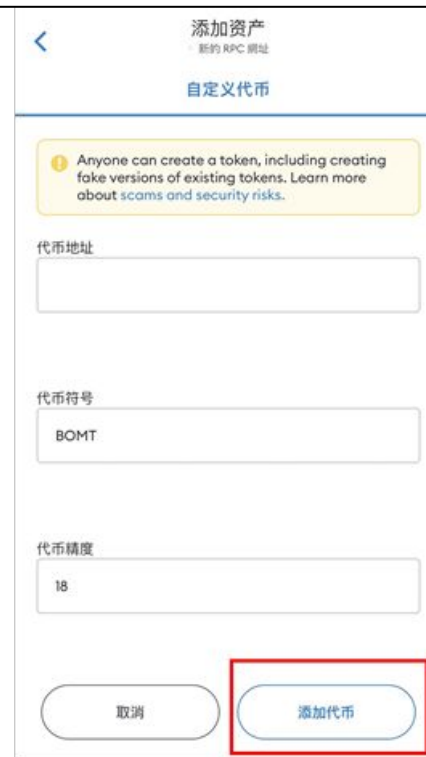 添加资产
新的 RPC 網址
自定义代币
Anyone can create a token, including creating
fake versions of existing tokens. Learn more
about scams and security risks.
代币地址
代币符号
BOMT
代币精度
18
取消
添加代币